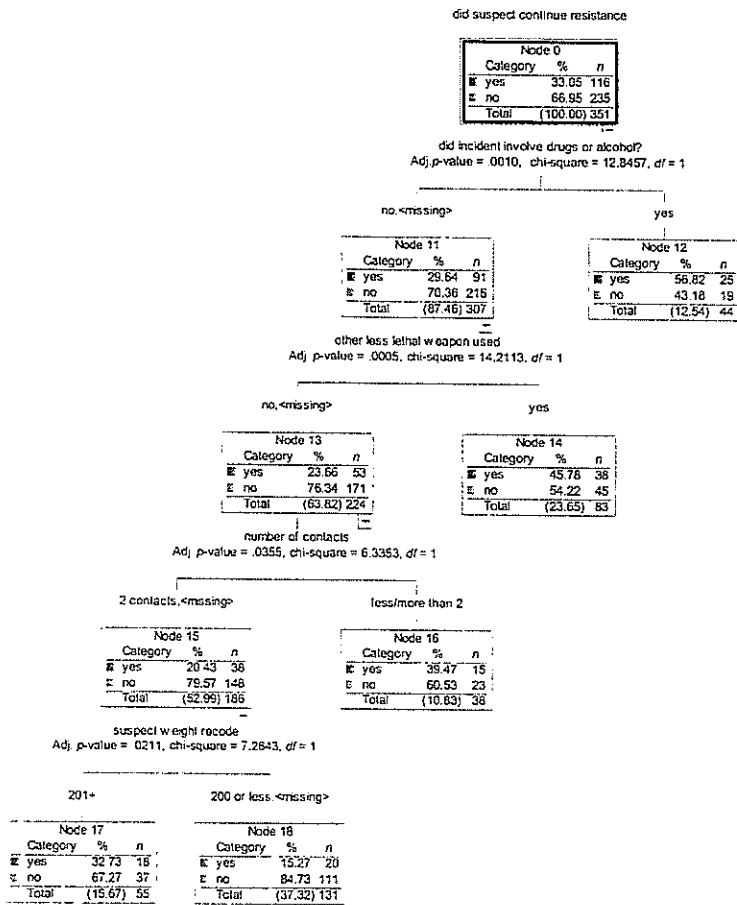 did suspect continue resistance
Node 0
Category % n
yes 33.05 116
no 66.95 235
Total (100.00) 351
did incident involve drugs or alcohol?
Adj. p-value = .0010, chi-square = 12.8457, df = 1
no,<missing>
yes
Node 11
Category % n
yes 29.64 91
no 70.36 216
Total (87.46) 307
Node 12
Category % n
yes 56.82 25
no 43.18 19
Total (12.54) 44
other less lethal weapon used
Adj. p-value = .0005, chi-square = 14.2113, df = 1
no,<missing>
yes
Node 13
Category % n
yes 23.66 53
no 76.34 171
Total (63.82) 224
Node 14
Category % n
yes 45.78 38
no 54.22 45
Total (23.65) 83
number of contacts
Adj. p-value = .0355, chi-square = 6.3353, df = 1
2 contacts,<missing>
less/more than 2
Node 15
Category % n
yes 20.43 38
no 79.57 148
Total (52.99) 186
Node 16
Category % n
yes 39.47 15
no 60.53 23
Total (10.83) 38
suspect weight recode
Adj. p-value = .0211, chi-square = 7.2643, df = 1
201+
200 or less,<missing>
Node 17
Category % n
yes 32.73 18
no 67.27 37
Total (15.67) 55
Node 18
Category % n
yes 15.27 20
no 84.73 111
Total (37.32) 131